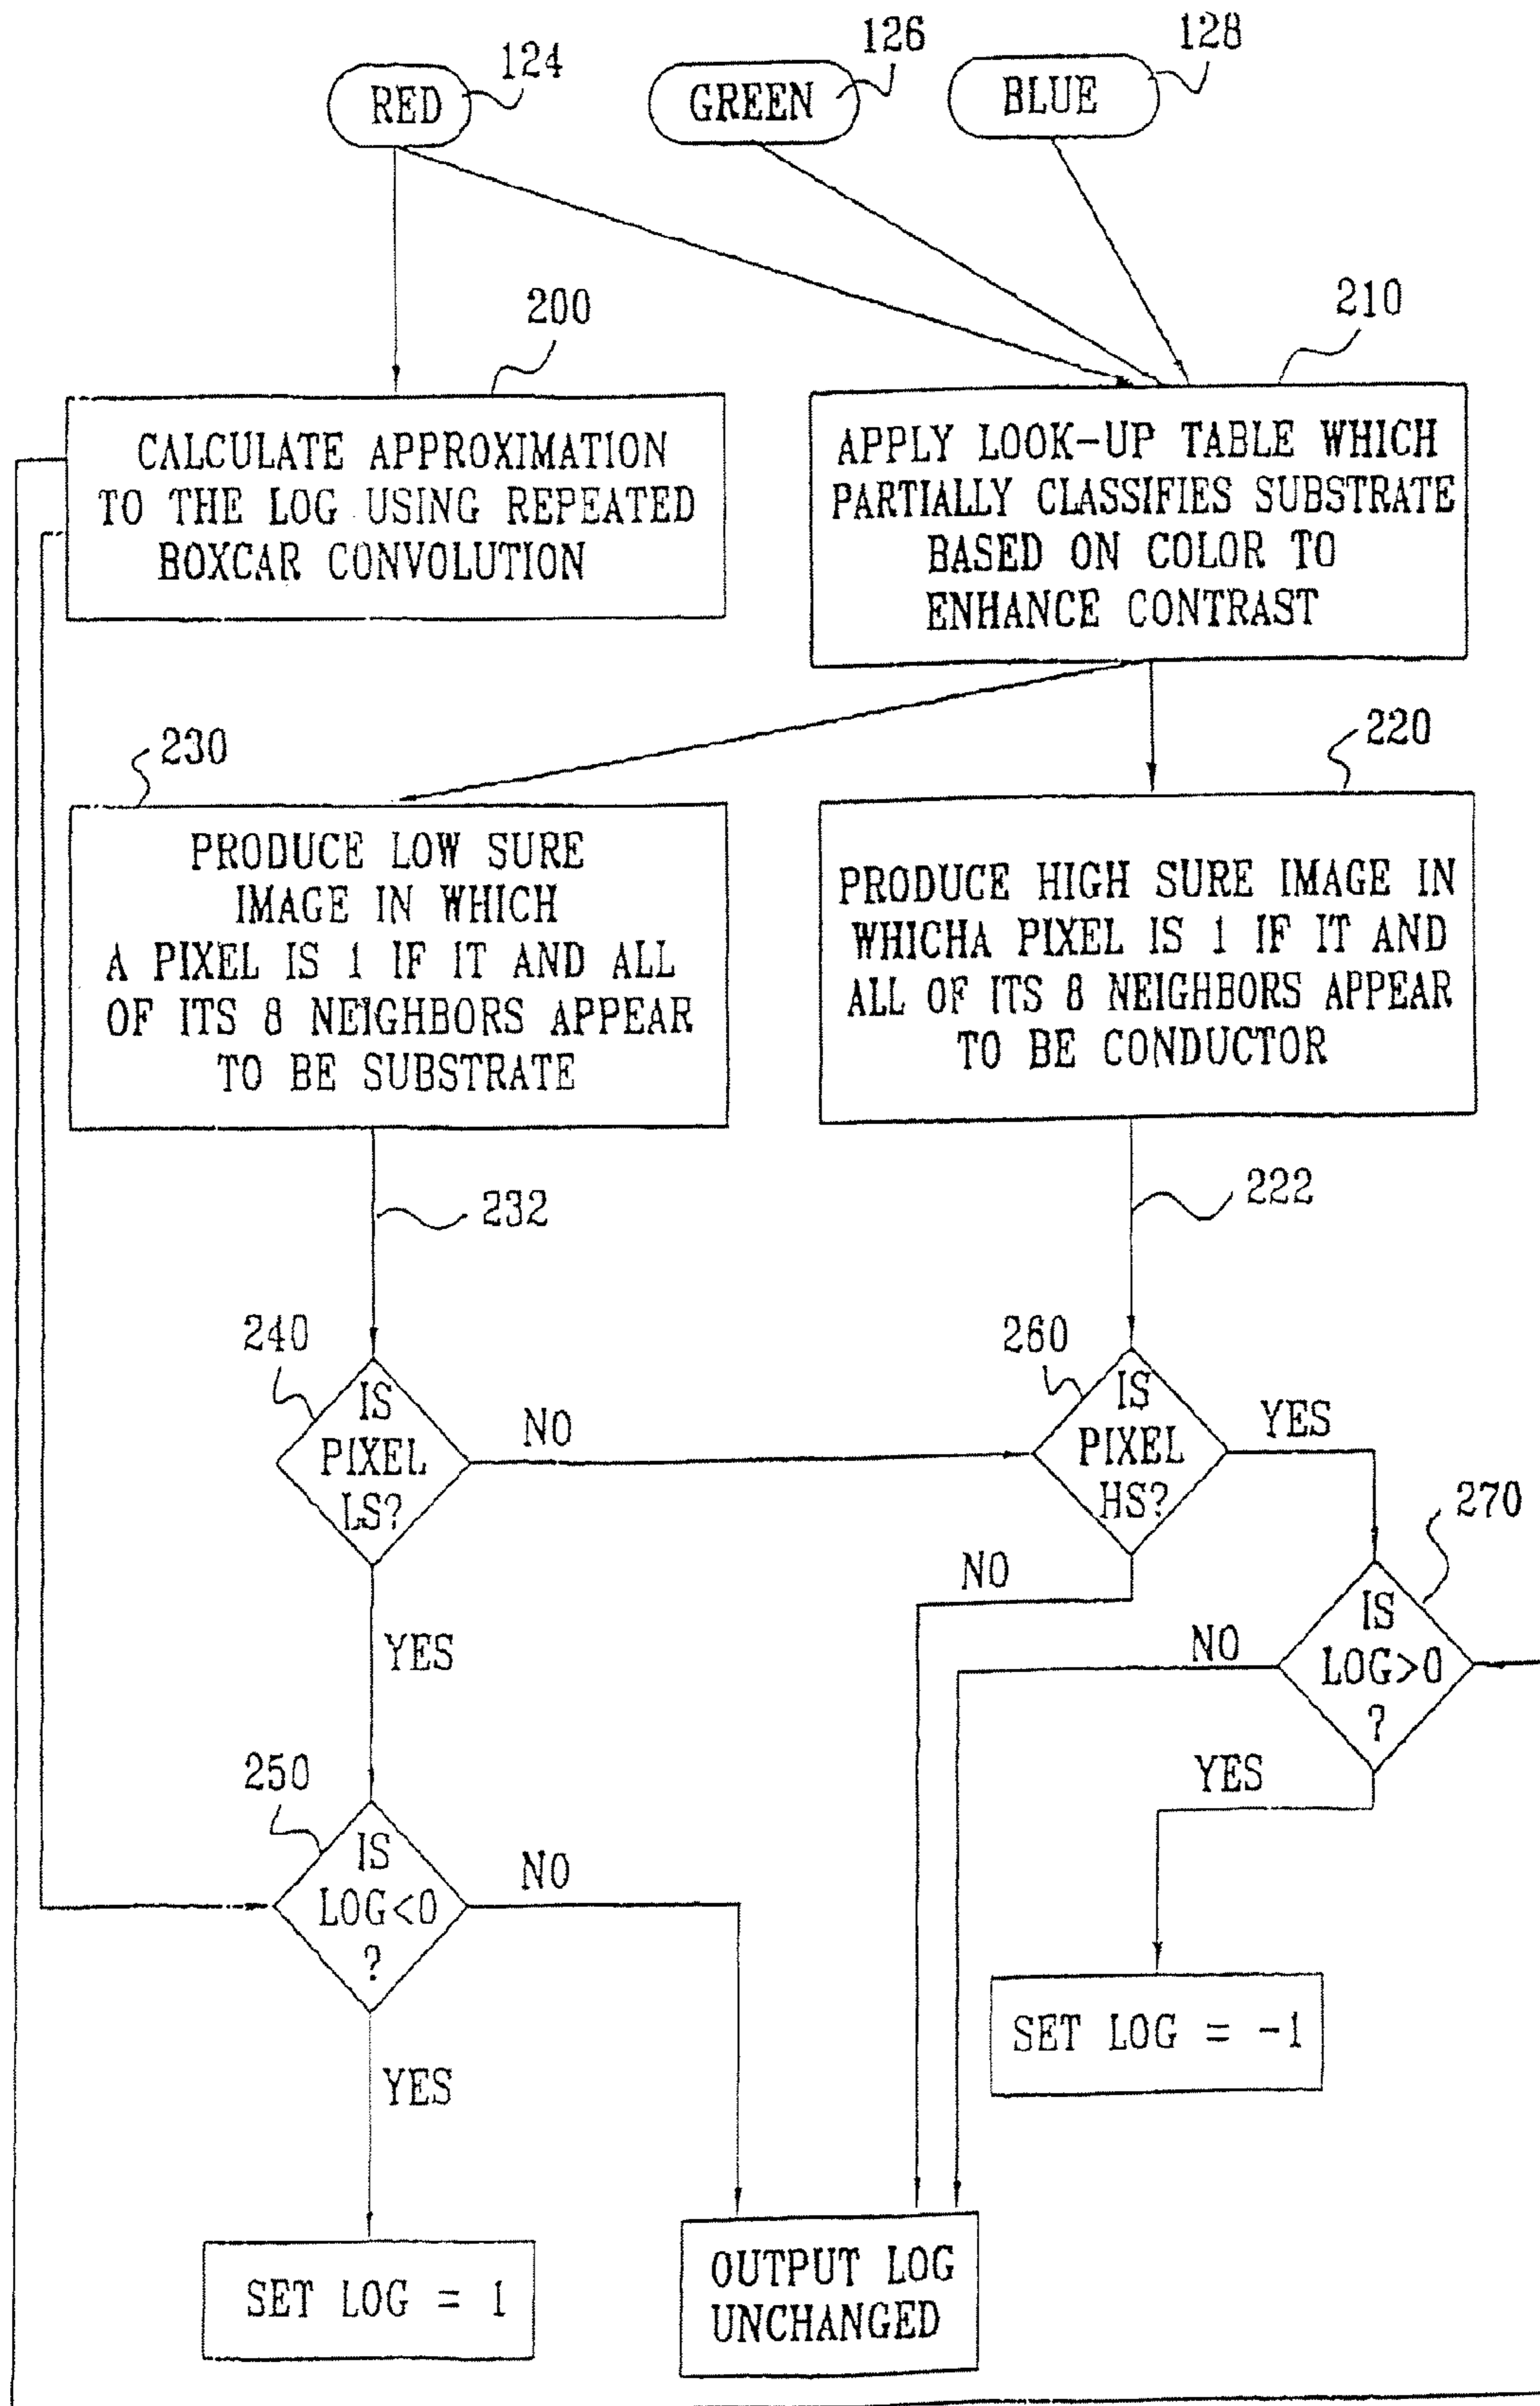 124
126
128
RED
GREEN
BLUE
200
210
CALCULATE APPROXIMATION
TO THE LOG USING REPEATED
BOXCAR CONVOLUTION
APPLY LOOK-UP TABLE WHICH
PARTIALLY CLASSIFIES SUBSTRATE
BASED ON COLOR TO
ENHANCE CONTRAST
230
220
PRODUCE LOW SURE
IMAGE IN WHICH
A PIXEL IS 1 IF IT AND ALL
OF ITS 8 NEIGHBORS APPEAR
TO BE SUBSTRATE
PRODUCE HIGH SURE IMAGE IN
WHICHA PIXEL IS 1 IF IT AND
ALL OF ITS 8 NEIGHBORS APPEAR
TO BE CONDUCTOR
232
222
240
IS
PIXEL
LS?
NO
260
IS
PIXEL
HS?
YES
NO
270
IS
LOG>0
?
NO
YES
YES
250
IS
LOG<0
?
NO
YES
SET LOG = -1
SET LOG = 1
OUTPUT LOG
UNCHANGED